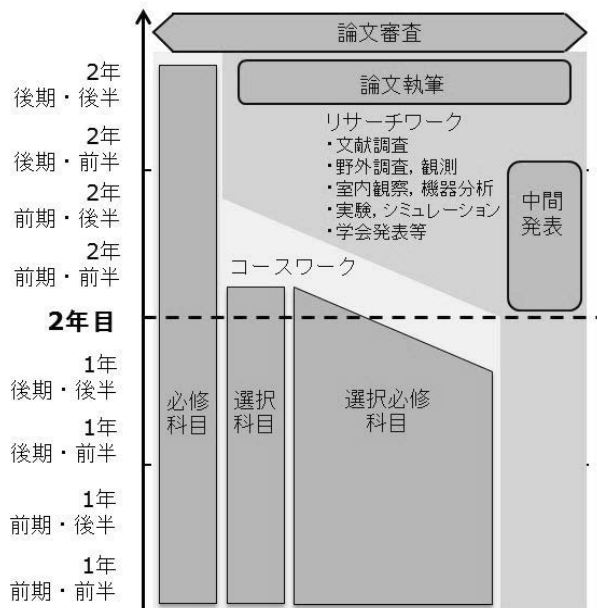 論文審査
2年
後期・後半
論文執筆
リサーチワーク
・文献調査
・野外調査, 観測
・室内観察, 機器分析
・実験, シミュレーション
・学会発表等
2年
後期・前半
2年
前期・後半
中間
発表
2年
前期・前半
コースワーク
2年目
1年
後期・後半
必修
科目
選択
科目
選択必修
科目
1年
後期・前半
1年
前期・後半
1年
前期・前半